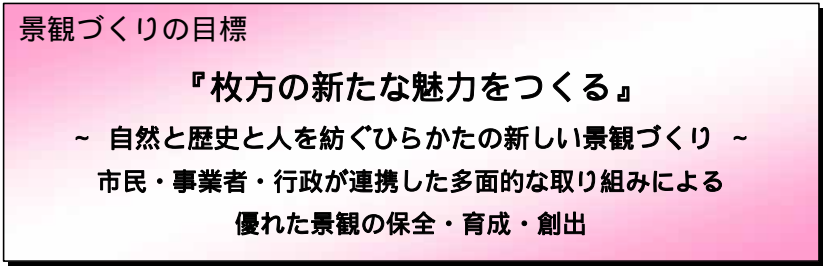 景観づくりの目標
『枚方の新たな魅力をつくる』
~ 自然と歴史と人を紡ぐひらかたの新しい景観づくり ~
市民・事業者・行政が連携した多面的な取り組みによる
優れた景観の保全・育成・創出